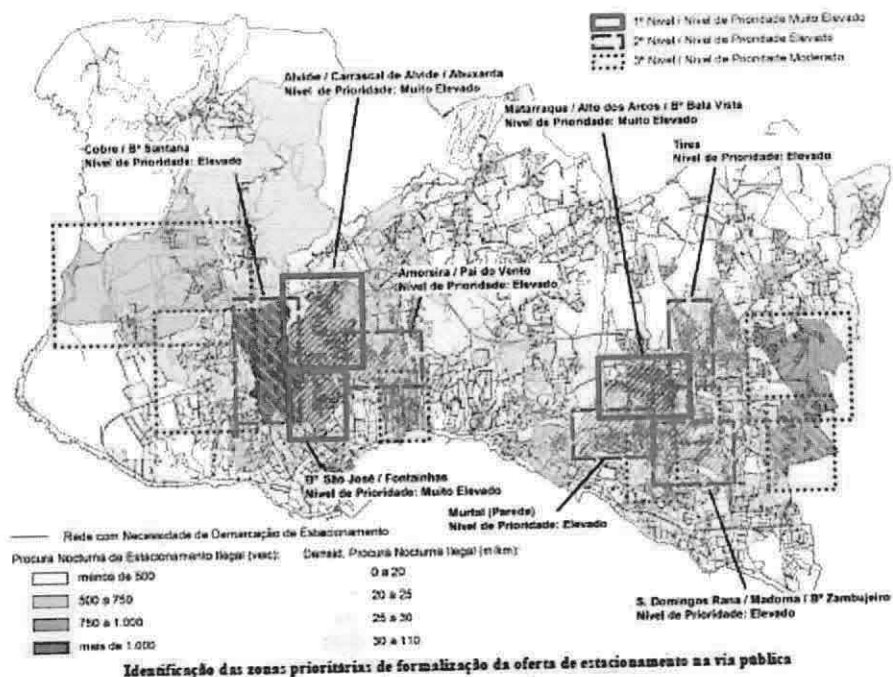 1º Nível / Nível de Prioridade Muito Elevado
2º Nível / Nível de Prioridade Elevado
3º Nível / Nível de Prioridade Moderado
Alvide / Carrascal de Alvide / Abuxarda
Nível de Prioridade: Muito Elevado
Matarraque / Alto dos Arcos / Bº Bela Vista
Nível de Prioridade: Muito Elevado
Cobre / Bº Santana
Nível de Prioridade: Elevado
Tires
Nível de Prioridade: Elevado
Amoreira / Pai do Vento
Nível de Prioridade: Elevado
Bº São José / Fontainhas
Nível de Prioridade: Muito Elevado
Murtal (Parede)
Nível de Prioridade: Elevado
S. Domingos Rana / Madorna / Bº Zambujeiro
Nível de Prioridade: Elevado
Rede com Necessidade de Demarcação de Estacionamento
Procura Nocturna de Estacionamento Ilegal (veic):
menos de 500
500 a 750
750 a 1.000
mais de 1.000
Densid. Procura Nocturna Ilegal (m/km):
0 a 20
20 a 25
25 a 30
30 a 110
Identificação das zonas prioritárias de formalização da oferta de estacionamento na via pública